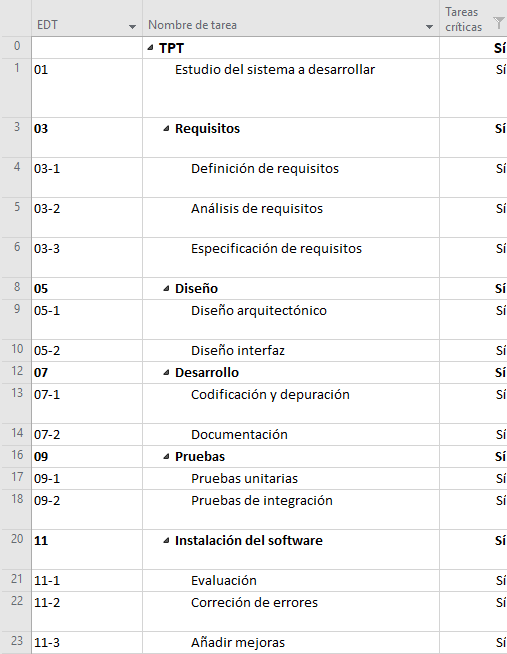 EDT Nombre de tarea Tareas críticas
0 TPT Sí
1 01 Estudio del sistema a desarrollar Sí
3 03 Requisitos Sí
4 03-1 Definición de requisitos Sí
5 03-2 Análisis de requisitos Sí
6 03-3 Especificación de requisitos Sí
8 05 Diseño Sí
9 05-1 Diseño arquitectónico Sí
10 05-2 Diseño interfaz Sí
12 07 Desarrollo Sí
13 07-1 Codificación y depuración Sí
14 07-2 Documentación Sí
16 09 Pruebas Sí
17 09-1 Pruebas unitarias Sí
18 09-2 Pruebas de integración Sí
20 11 Instalación del software Sí
21 11-1 Evaluación Sí
22 11-2 Correción de errores Sí
23 11-3 Añadir mejoras Sí